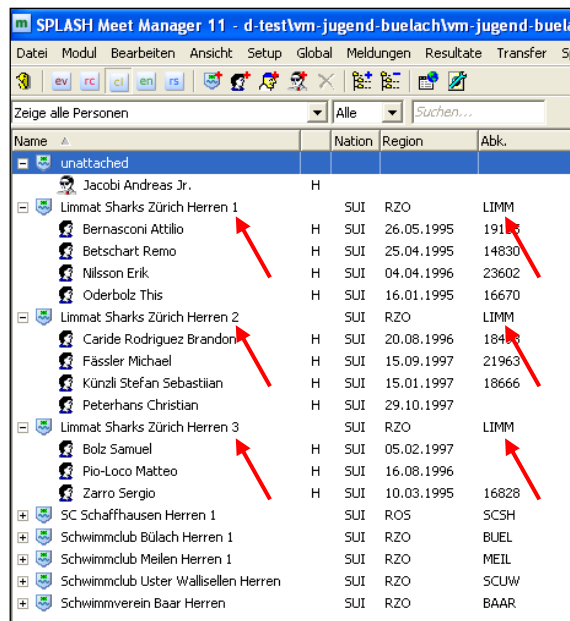 m SPLASH Meet Manager 11 - d-test\vm-jugend-buelach\vm-jugend-buela
Datei Modul Bearbeiten Ansicht Setup Global Meldungen Resultate Transfer S
ev rc cl en rs
Zeige alle Personen Alle Suchen...
Name Nation Region Abk.
unattached
Jacobi Andreas Jr. H
Limmat Sharks Zürich Herren 1 SUI RZO LIMM
Bernasconi Attilio H SUI 26.05.1995
Betschart Remo H SUI 25.04.1995 14830
Nilsson Erik H SUI 04.04.1996 23602
Oderbolz This H SUI 16.01.1995 16670
Limmat Sharks Zürich Herren 2 SUI RZO LIMM
Caride Rodriguez Brandon H SUI 20.08.1996
Fässler Michael H SUI 15.09.1997 21963
Künzli Stefan Sebastiian H SUI 15.01.1997 18666
Peterhans Christian H SUI 29.10.1997
Limmat Sharks Zürich Herren 3 SUI RZO LIMM
Bolz Samuel H SUI 05.02.1997
Pio-Loco Matteo H SUI 16.08.1996
Zarro Sergio H SUI 10.03.1995 16828
SC Schaffhausen Herren 1 SUI ROS SCSH
Schwimmclub Bülach Herren 1 SUI RZO BUEL
Schwimmclub Meilen Herren 1 SUI RZO MEIL
Schwimmclub Uster Wallisellen Herren SUI RZO SCUW
Schwimmverein Baar Herren SUI RZO BAAR